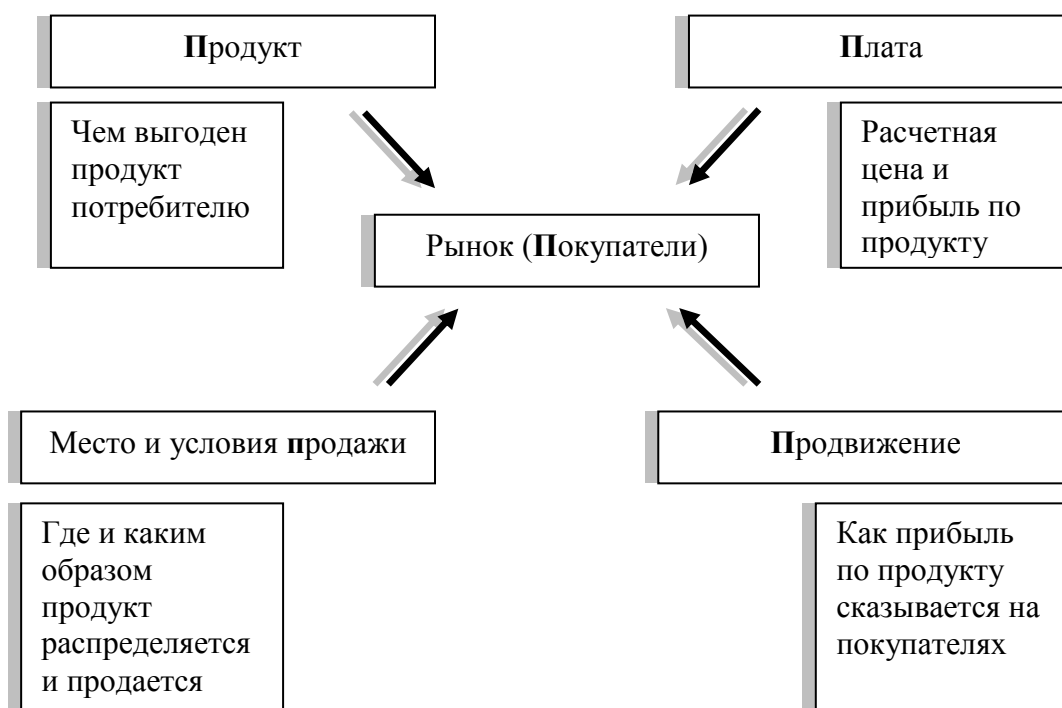 Продукт
Плата
Чем выгоден
продукт
потребителю
Расчетная
цена и
прибыль по
продукту
Рынок (Покупатели)
Место и условия продажи
Продвижение
Где и каким
образом
продукт
распределяется
и продается
Как прибыль
по продукту
сказывается на
покупателях